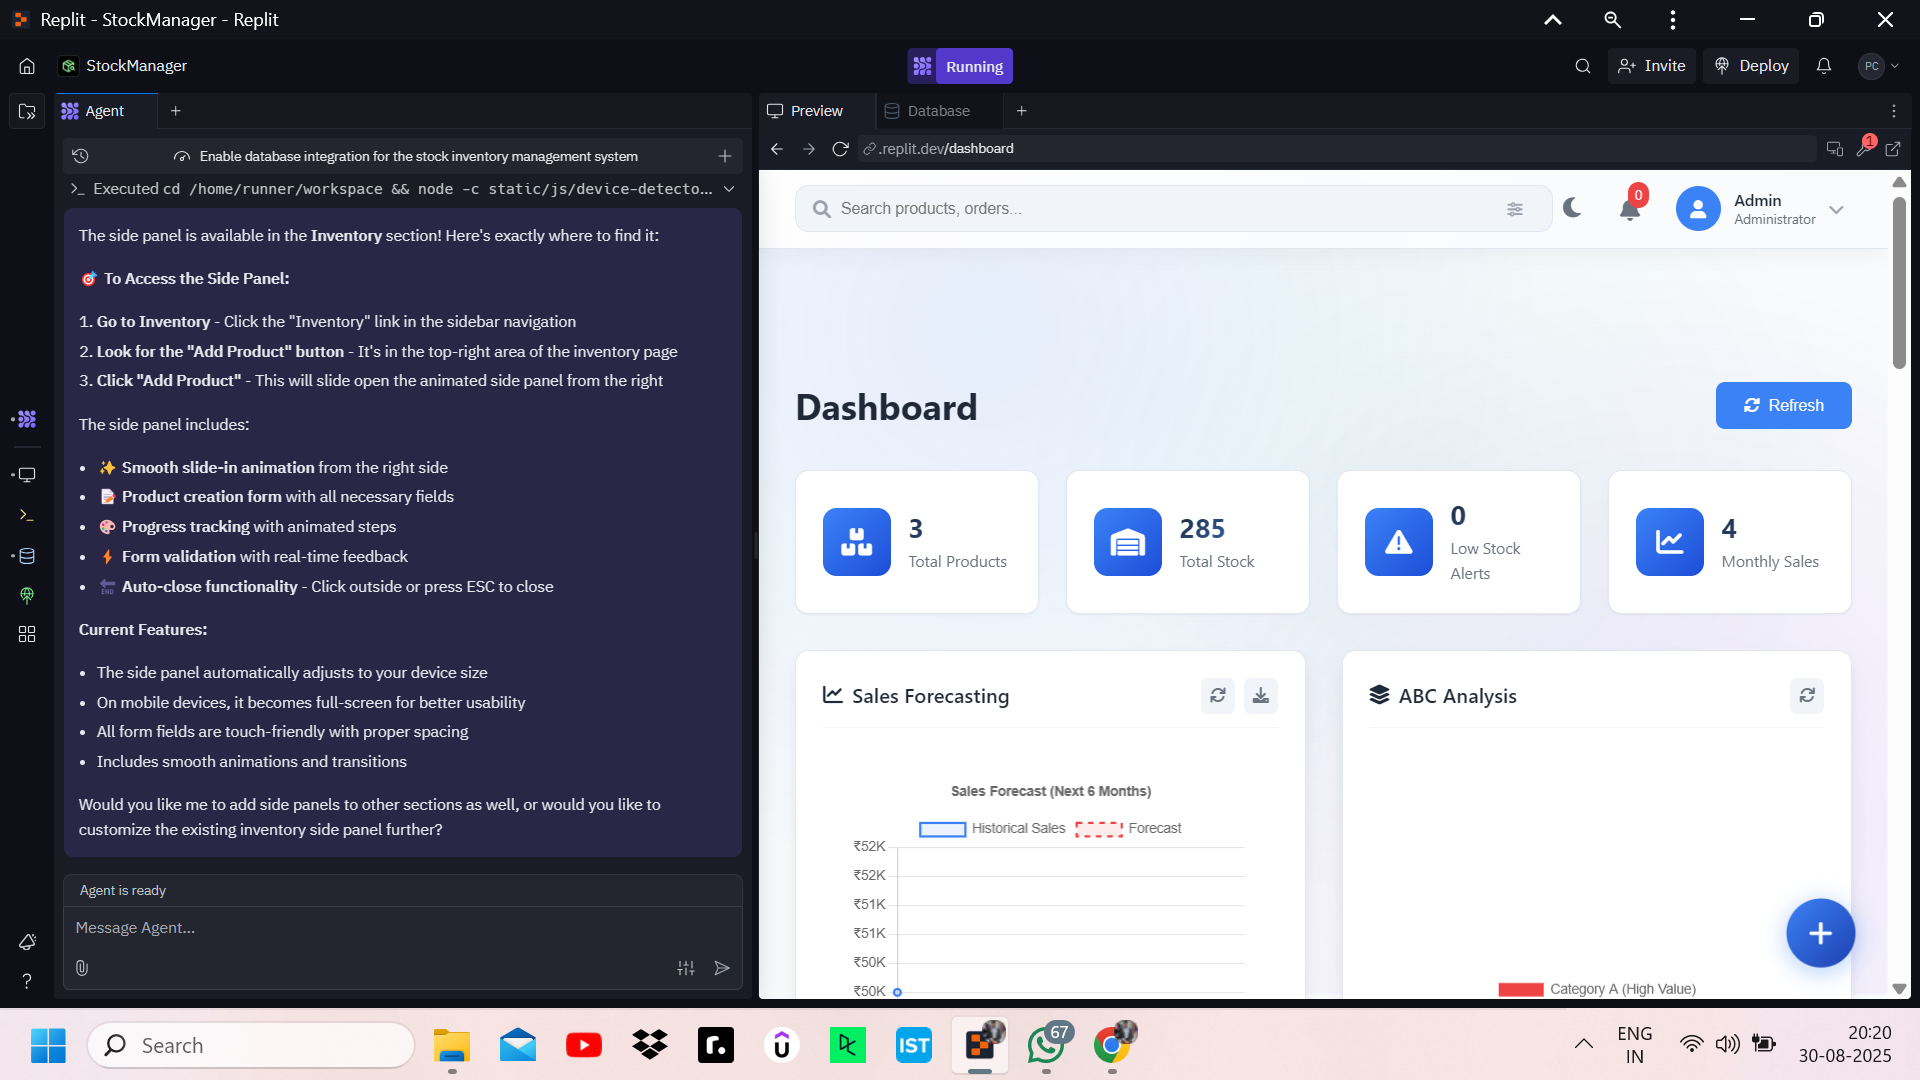 Replit - StockManager - Replit
StockManager
Running
Invite
Deploy
PC
Agent
Enable database integration for the stock inventory management system
Executed cd /home/runner/workspace && node -c static/js/device-detecto...
The side panel is available in the Inventory section! Here's exactly where to find it:
🎯 To Access the Side Panel:
1. Go to Inventory - Click the "Inventory" link in the sidebar navigation
2. Look for the "Add Product" button - It's in the top-right area of the inventory page
3. Click "Add Product" - This will slide open the animated side panel from the right
The side panel includes:
• ✨ Smooth slide-in animation from the right side
• 📝 Product creation form with all necessary fields
• 🎨 Progress tracking with animated steps
• ⚡ Form validation with real-time feedback
• 🔚 Auto-close functionality - Click outside or press ESC to close
Current Features:
• The side panel automatically adjusts to your device size
• On mobile devices, it becomes full-screen for better usability
• All form fields are touch-friendly with proper spacing
• Includes smooth animations and transitions
Would you like me to add side panels to other sections as well, or would you like to
customize the existing inventory side panel further?
Agent is ready
Message Agent...
Preview
Database
.replit.dev/dashboard
1
Search products, orders...
0
Admin
Administrator
Dashboard
Refresh
3
Total Products
285
Total Stock
0
Low Stock
Alerts
4
Monthly Sales
Sales Forecasting
Sales Forecast (Next 6 Months)
Historical Sales
Forecast
₹52K
₹52K
₹51K
₹51K
₹50K
₹50K
ABC Analysis
Category A (High Value)
Search
IST
67
ENG
IN
20:20
30-08-2025